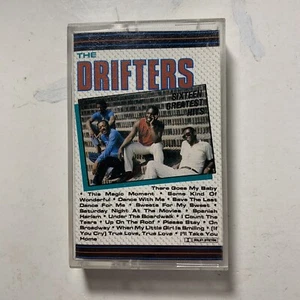 THE
DRIFTERS
SIXTEEN
GREATEST
HITS
There Goes My Baby
• This Magic Moment • Some Kind Of
Wonderful • Dance With Me • Save The Last
Dance For Me • Sweets For My Sweet •
Saturday Night At The Movies • Spanish
Harlem • Under The Boardwalk • I Count The
Tears • Up On The Roof • Please Stay • On
Broadway • When My Little Girl Is Smiling • (If
You Cry) True Love, True Love • I'll Take You
Home